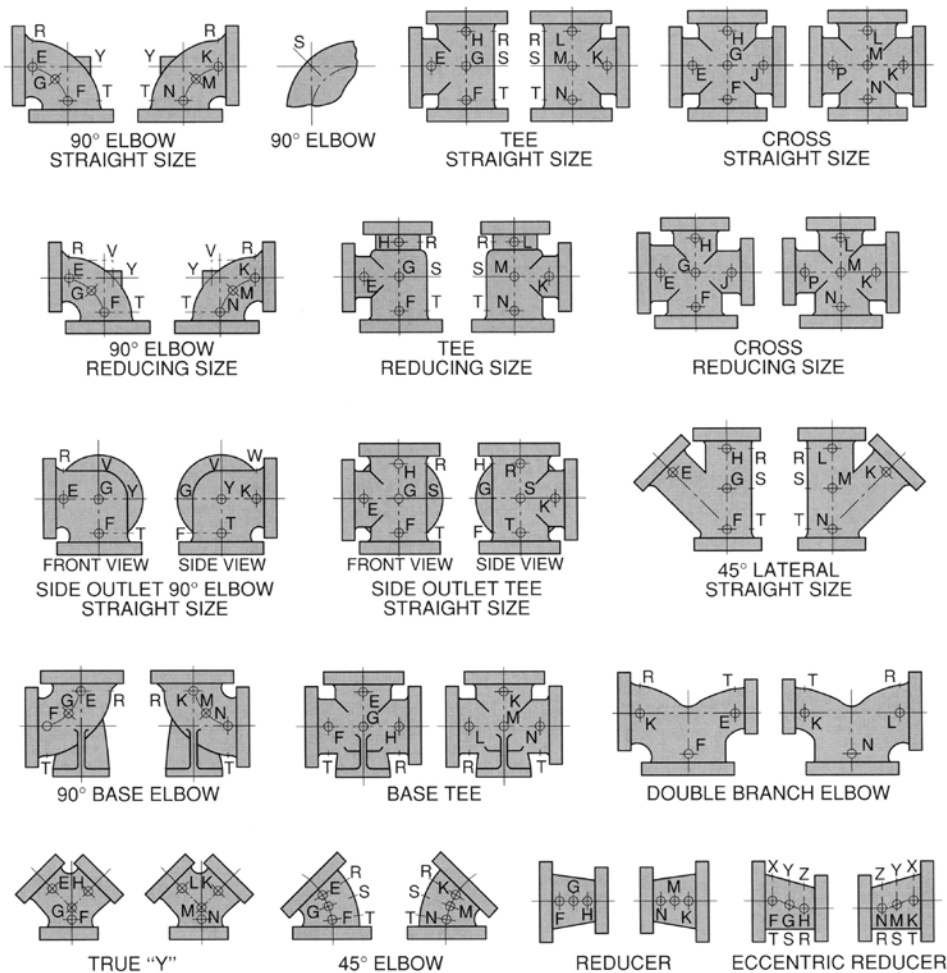 R Y Y R S H R L H L
E K E G S S M K E G J P M K
G F T T N M F T T N F N
90° ELBOW 90° ELBOW TEE CROSS
STRAIGHT SIZE STRAIGHT SIZE STRAIGHT SIZE
R V V R H R R L H L
E Y Y K G S S M G M
G F T T N M E F T T N K E F J P N K
90° ELBOW TEE CROSS
REDUCING SIZE REDUCING SIZE REDUCING SIZE
R V V W H R H R H R R L
E G Y G Y K E G S G S K E G S S M K
F T F T F T F T F T T N
FRONT VIEW SIDE VIEW FRONT VIEW SIDE VIEW
SIDE OUTLET 90° ELBOW SIDE OUTLET TEE 45° LATERAL
STRAIGHT SIZE STRAIGHT SIZE STRAIGHT SIZE
G E R R K M E K R T T R
F N G M K E K L
T T F H L N F N
T R R T
90° BASE ELBOW BASE TEE DOUBLE BRANCH ELBOW
E H L K R R G M X Y Z Z Y X
G F M N E S S K F H N K F G H N M K
G F T T N M T S R R S T
TRUE "Y" 45° ELBOW REDUCER ECCENTRIC REDUCER